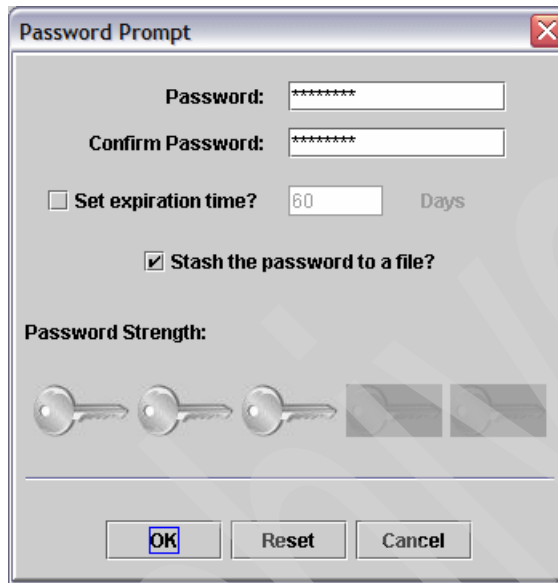 Password Prompt
Password: ********
Confirm Password: ********
Set expiration time? 60 Days
Stash the password to a file?
Password Strength:
OK Reset Cancel